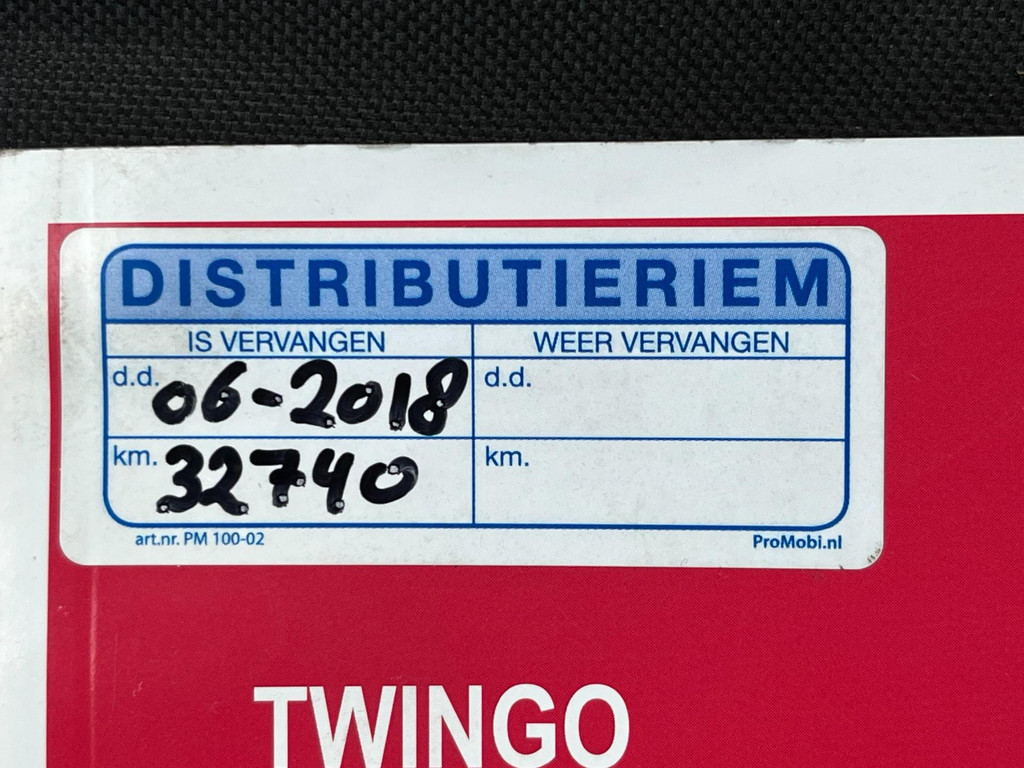 DISTRIBUTIERIEM
IS VERVANGEN WEER VERVANGEN
d.d. 06-2018 d.d.
km. 32740 km.
art.nr. PM 100-02 ProMobi.nl
TWINGO